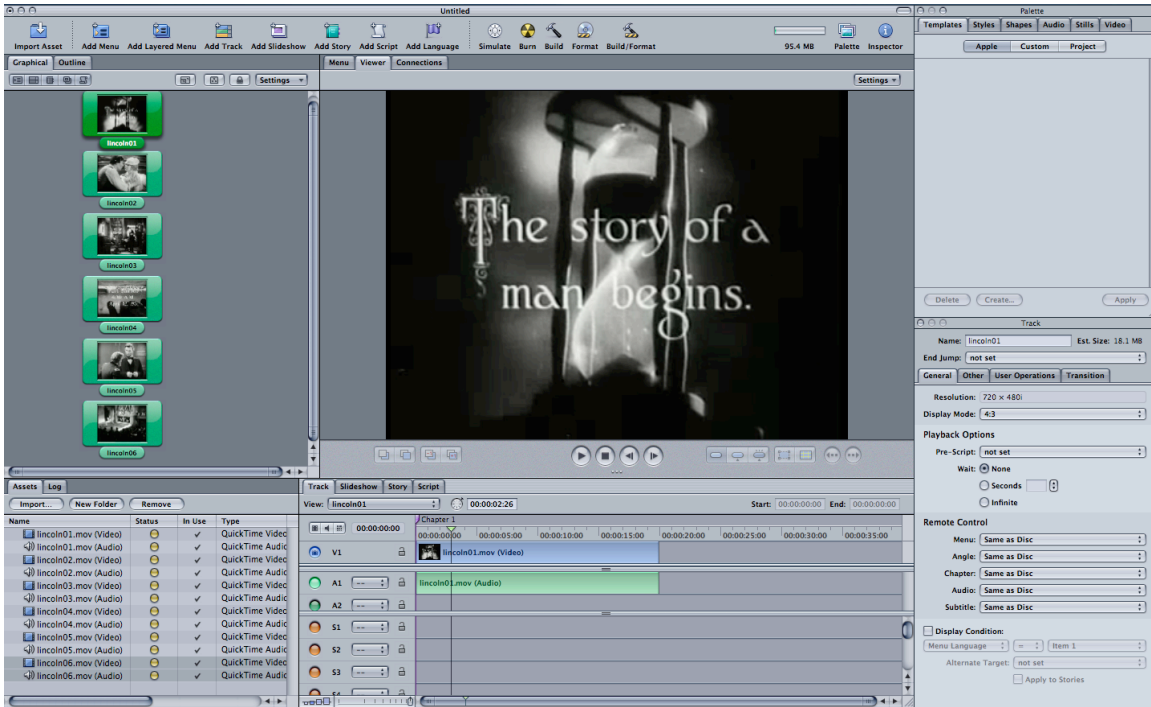 Untitled
Palette
Import Asset
Add Menu
Add Layered Menu
Add Track
Add Slideshow
Add Story
Add Script
Add Language
Simulate
Burn
Build
Format
Build/Format
95.4 MB
Palette
Inspector
Templates
Styles
Shapes
Audio
Stills
Video
Apple
Custom
Project
Graphical
Outline
Settings
Menu
Viewer
Connections
Settings
lincoln01
lincoln02
lincoln03
lincoln04
lincoln05
lincoln06
The story of a
man begins.
Delete
Create...
Apply
Track
Name: lincoln01 Est. Size: 18.1 MB
End Jump: not set
General
Other
User Operations
Transition
Resolution: 720 × 480i
Display Mode: 4:3
Playback Options
Pre-Script: not set
Wait: None
Seconds
Infinite
Remote Control
Menu: Same as Disc
Angle: Same as Disc
Chapter: Same as Disc
Audio: Same as Disc
Subtitle: Same as Disc
Display Condition:
Menu Language = Item 1
Alternate Target: not set
Apply to Stories
Assets
Log
Import...
New Folder
Remove
Name Status In Use Type
lincoln01.mov (Video) QuickTime Video
lincoln01.mov (Audio) QuickTime Audio
lincoln02.mov (Video) QuickTime Video
lincoln02.mov (Audio) QuickTime Audio
lincoln03.mov (Video) QuickTime Video
lincoln03.mov (Audio) QuickTime Audio
lincoln04.mov (Video) QuickTime Video
lincoln04.mov (Audio) QuickTime Audio
lincoln05.mov (Video) QuickTime Video
lincoln05.mov (Audio) QuickTime Audio
lincoln06.mov (Video) QuickTime Video
lincoln06.mov (Audio) QuickTime Audio
Track
Slideshow
Story
Script
View: lincoln01
00:00:02:26
Start: 00:00:00:00 End: 00:00:00:00
00:00:00:00
Chapter 1
00:00:00:00 00:00:05:00 00:00:10:00 00:00:15:00 00:00:20:00 00:00:25:00 00:00:30:00 00:00:35:00
V1 lincoln01.mov (Video)
A1 -- lincoln01.mov (Audio)
A2 --
S1 --
S2 --
S3 --
S4 --